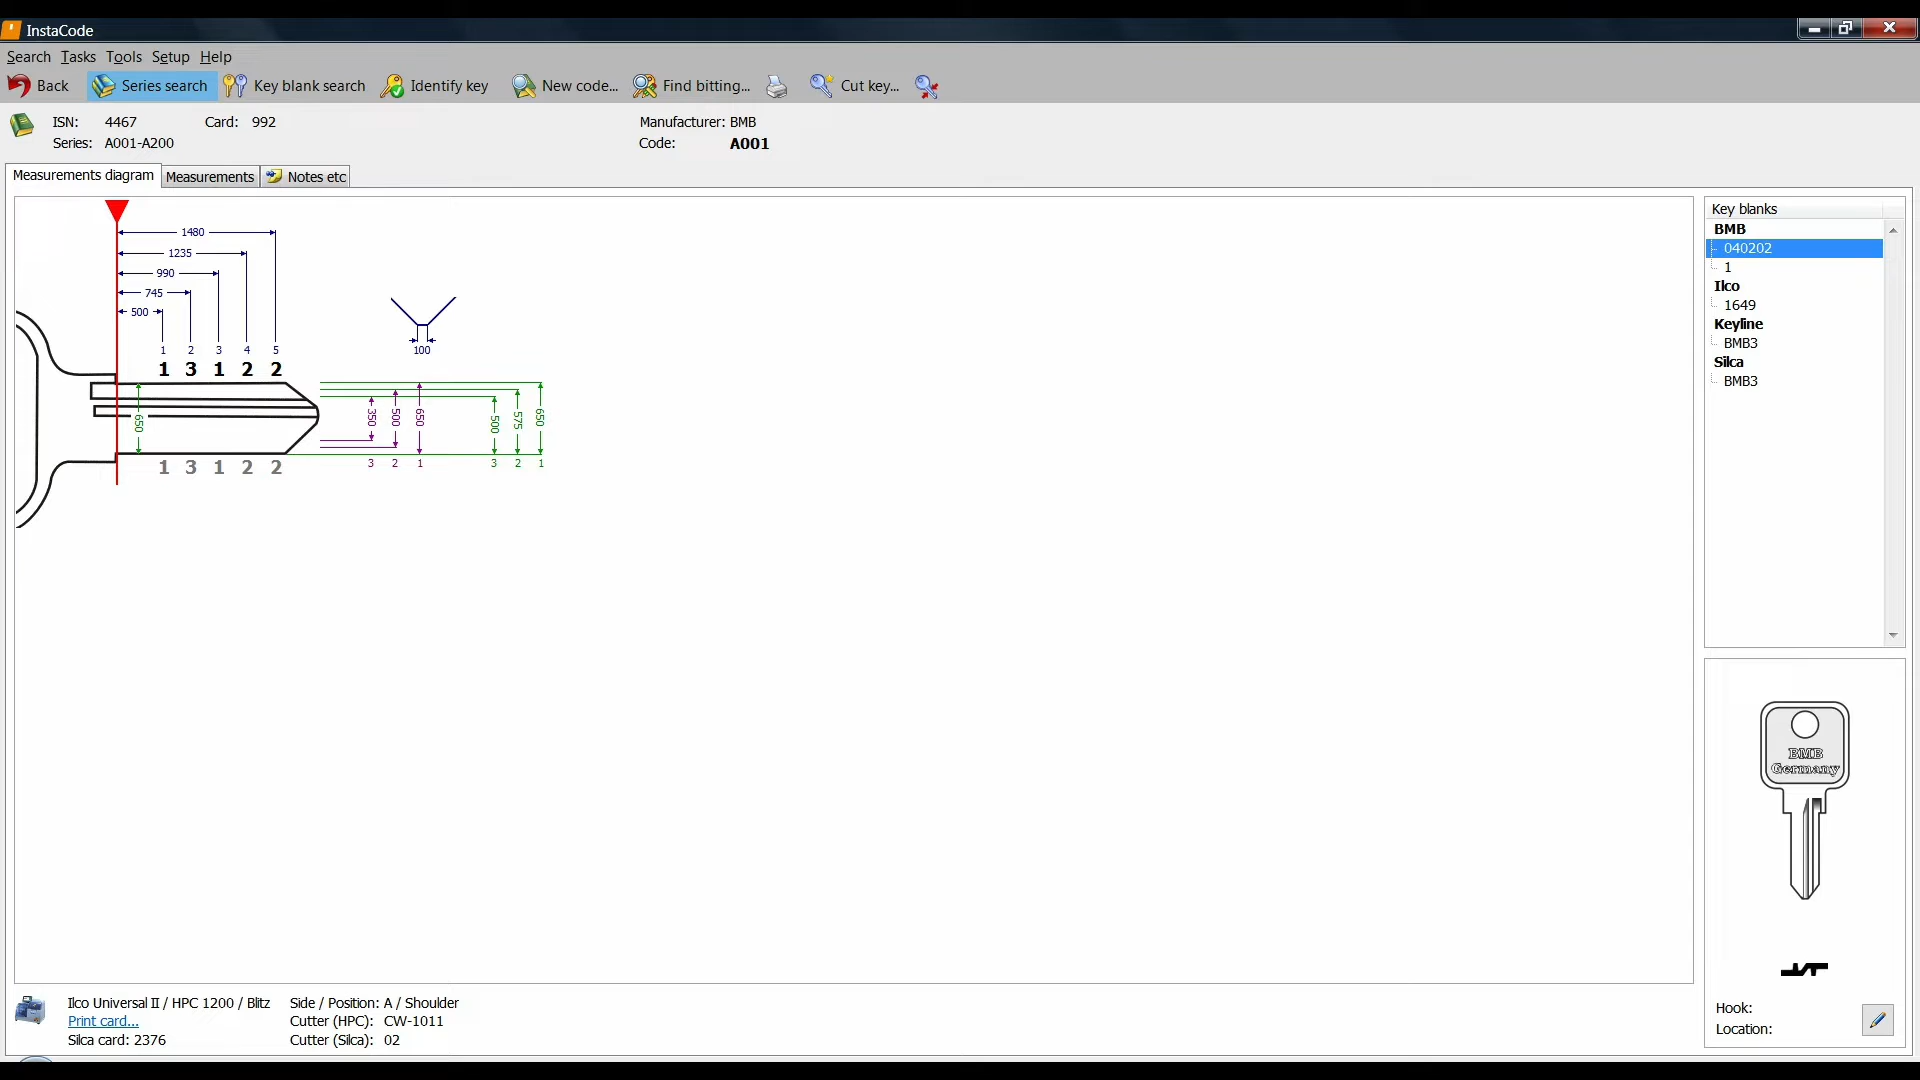 InstaCode
Search Tasks Tools Setup Help
Back Series search Key blank search Identify key New code... Find bitting... Cut key...
ISN: 4467 Card: 992 Manufacturer: BMB
Series: A001-A200 Code: A001
Measurements diagram Measurements Notes etc
1480
1235
990
745
500
1 2 3 4 5
1 3 1 2 2
100
650
350 500 650 500 575 650
1 3 1 2 2
3 2 1 3 2 1
Key blanks
BMB
040202
1
Ilco
1649
Keyline
BMB3
Silca
BMB3
BMB
Germany
Ilco Universal II / HPC 1200 / Blitz Side / Position: A / Shoulder
Print card... Cutter (HPC): CW-1011
Silca card: 2376 Cutter (Silca): 02
Hook:
Location: